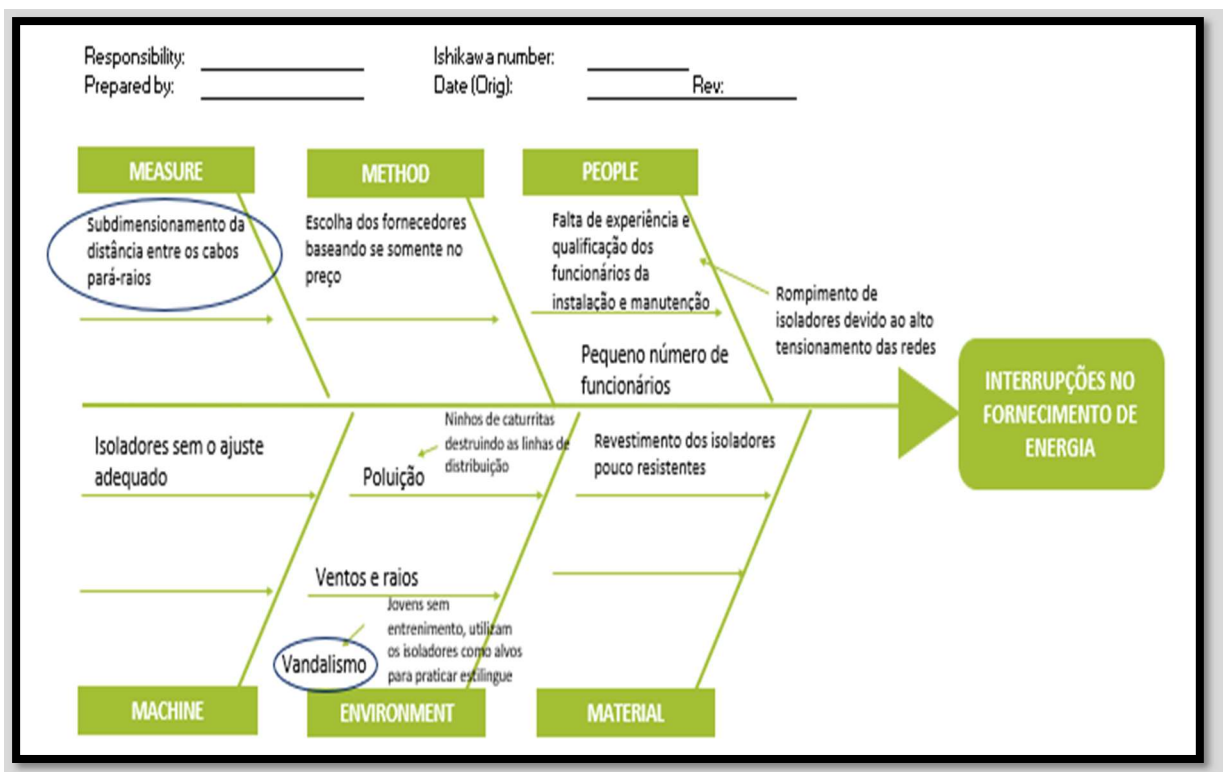 Responsibility:
Ishikawa number:
Prepared by:
Date (Orig):
Rev:
MEASURE
METHOD
PEOPLE
Subdimensionamento da
distância entre os cabos
pará-raios
Escolha dos fornecedores
baseando se somente no
preço
Falta de experiência e
qualificação dos
funcionários da
instalação e manutenção
Rompimento de
isoladores devido ao alto
tensionamento das redes
Pequeno número de
funcionários
INTERRUPÇÕES NO
FORNECIMENTO DE
ENERGIA
Isoladores sem o ajuste
adequado
Ninhos de caturritas
destruindo as linhas de
distribuição
Poluição
Revestimento dos isoladores
pouco resistentes
Ventos e raios
Jovens sem
entrenimento, utilizam
os isoladores como alvos
para praticar estilingue
Vandalismo
MACHINE
ENVIRONMENT
MATERIAL